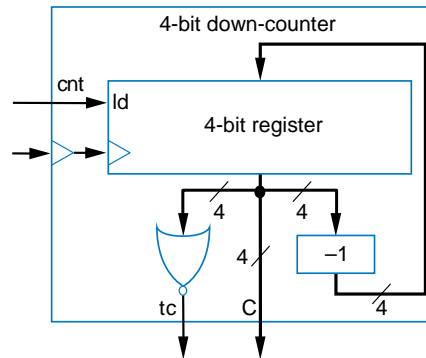 4-bit down-counter
cnt
ld
4-bit register
4
4
4
–1
4
tc
C